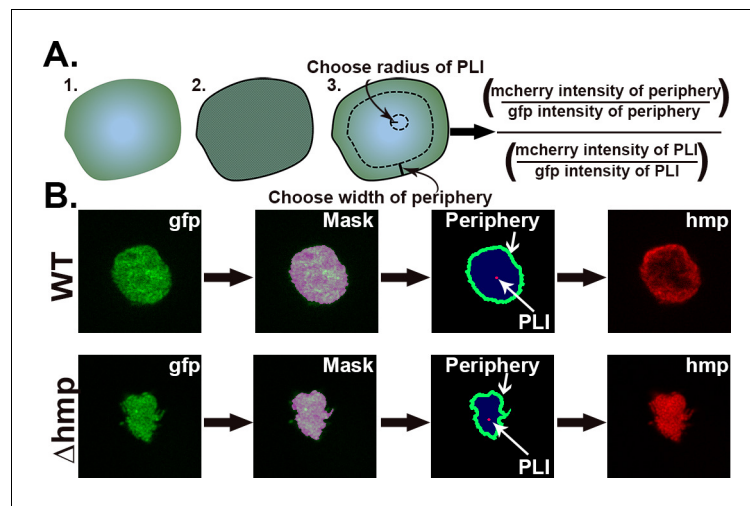 A.
1.
2.
3.
Choose radius of PLI
Choose width of periphery
(mcherry intensity of periphery
gfp intensity of periphery)
(mcherry intensity of PLI
gfp intensity of PLI)
B.
WT
gfp
Mask
Periphery
PLI
hmp
Δhmp
gfp
Mask
Periphery
PLI
hmp